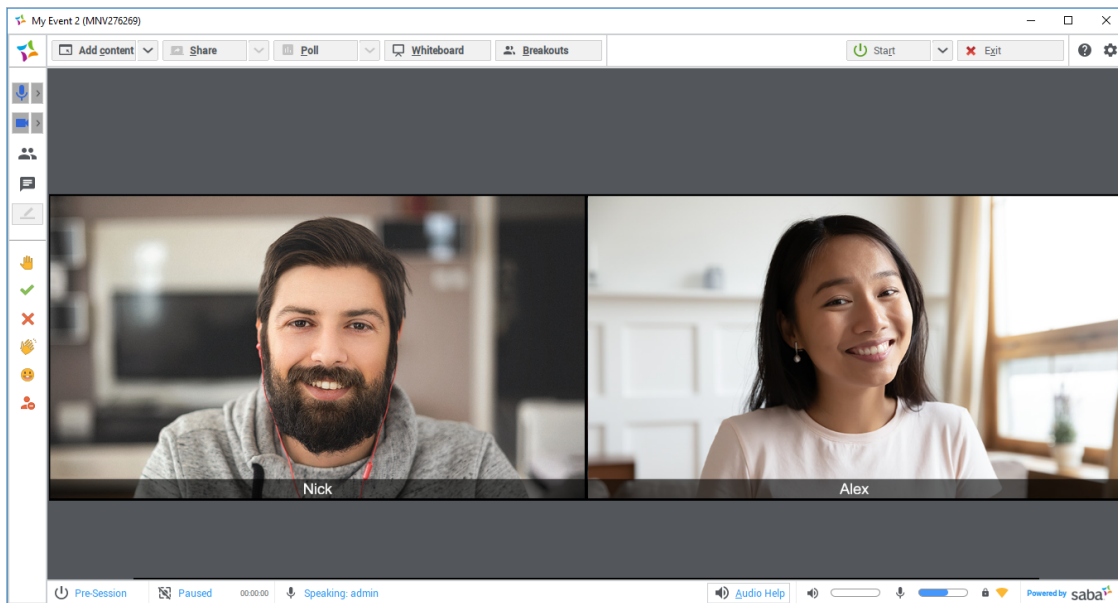 My Event 2 (MNV276269)
Add content Share Poll Whiteboard Breakouts Start Exit
Nick Alex
Pre-Session Paused 00:00:00 Speaking: admin Audio Help Powered by saba